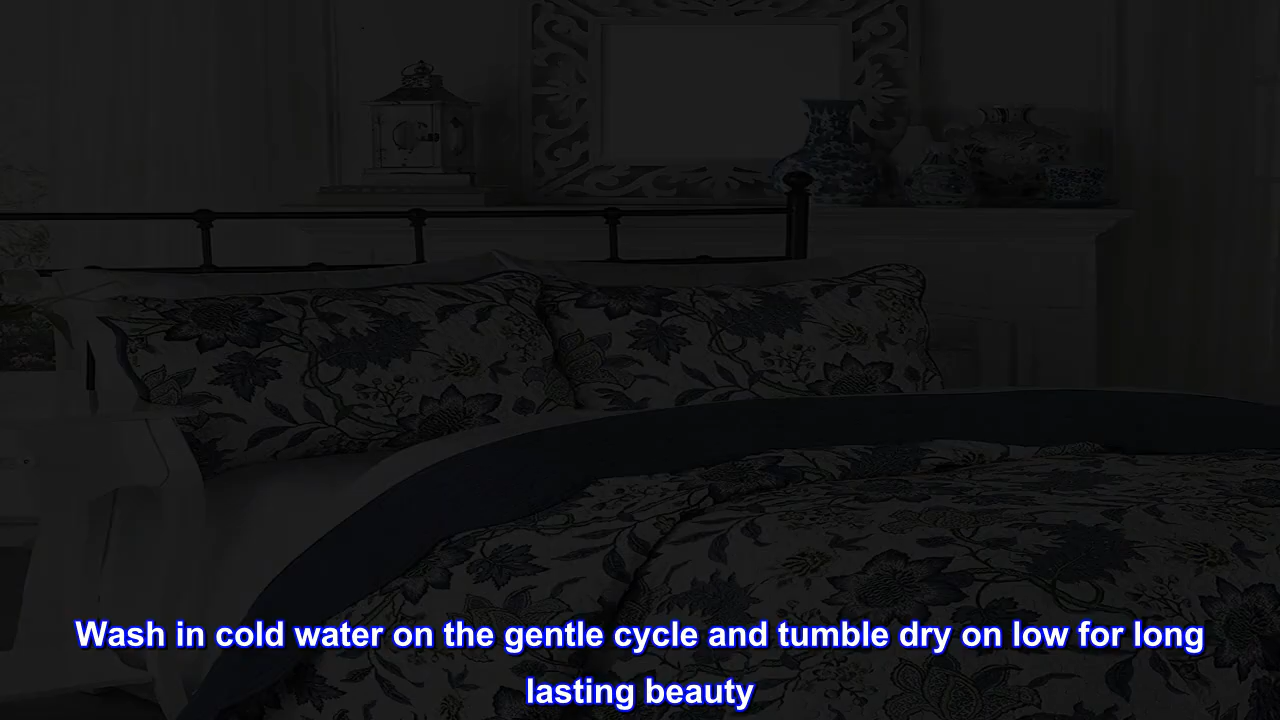 Wash in cold water on the gentle cycle and tumble dry on low for long
lasting beauty